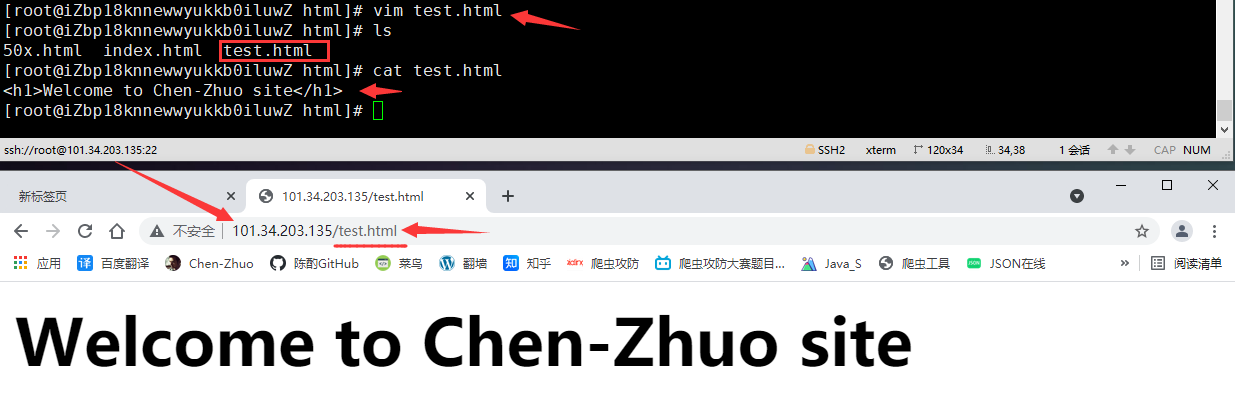 [root@iZbp18knnewwyukkb0iluwZ html]# vim test.html
[root@iZbp18knnewwyukkb0iluwZ html]# ls
50x.html  index.html  test.html
[root@iZbp18knnewwyukkb0iluwZ html]# cat test.html
<h1>Welcome to Chen-Zhuo site</h1>
[root@iZbp18knnewwyukkb0iluwZ html]#
ssh://root@101.34.203.135:22 SSH2 xterm 120x34 34,38 1 会话 CAP NUM
新标签页 101.34.203.135/test.html
不安全 101.34.203.135/test.html
应用 译 百度翻译 Chen-Zhuo 陈酌GitHub 菜鸟 翻墙 知 知乎 爬虫攻防 爬虫攻防大赛题目... Java_S 爬虫工具 JSON在线 » 阅读清单
Welcome to Chen-Zhuo site